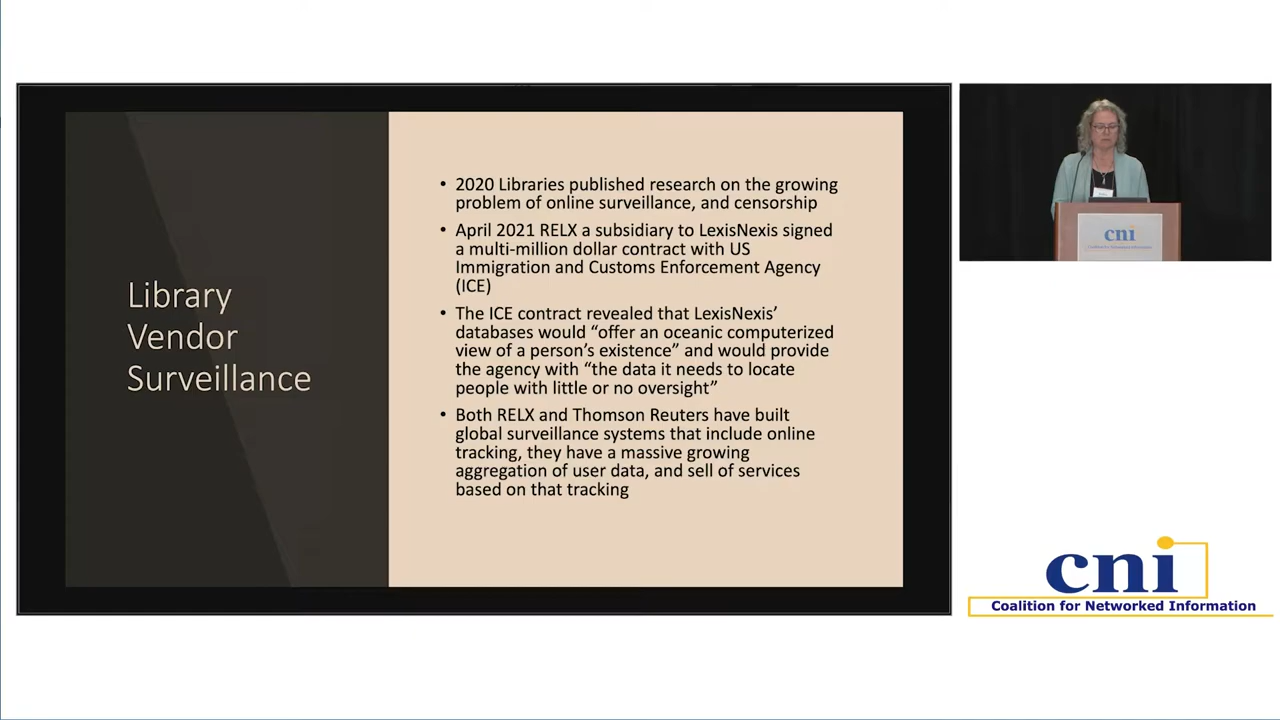 Library
Vendor
Surveillance
• 2020 Libraries published research on the growing
problem of online surveillance, and censorship
• April 2021 RELX a subsidiary to LexisNexis signed
a multi-million dollar contract with US
Immigration and Customs Enforcement Agency
(ICE)
• The ICE contract revealed that LexisNexis’
databases would “offer an oceanic computerized
view of a person’s existence” and would provide
the agency with “the data it needs to locate
people with little or no oversight”
• Both RELX and Thomson Reuters have built
global surveillance systems that include online
tracking, they have a massive growing
aggregation of user data, and sell of services
based on that tracking
cni
Coalition for Networked Information
cni
Coalition for Networked Information